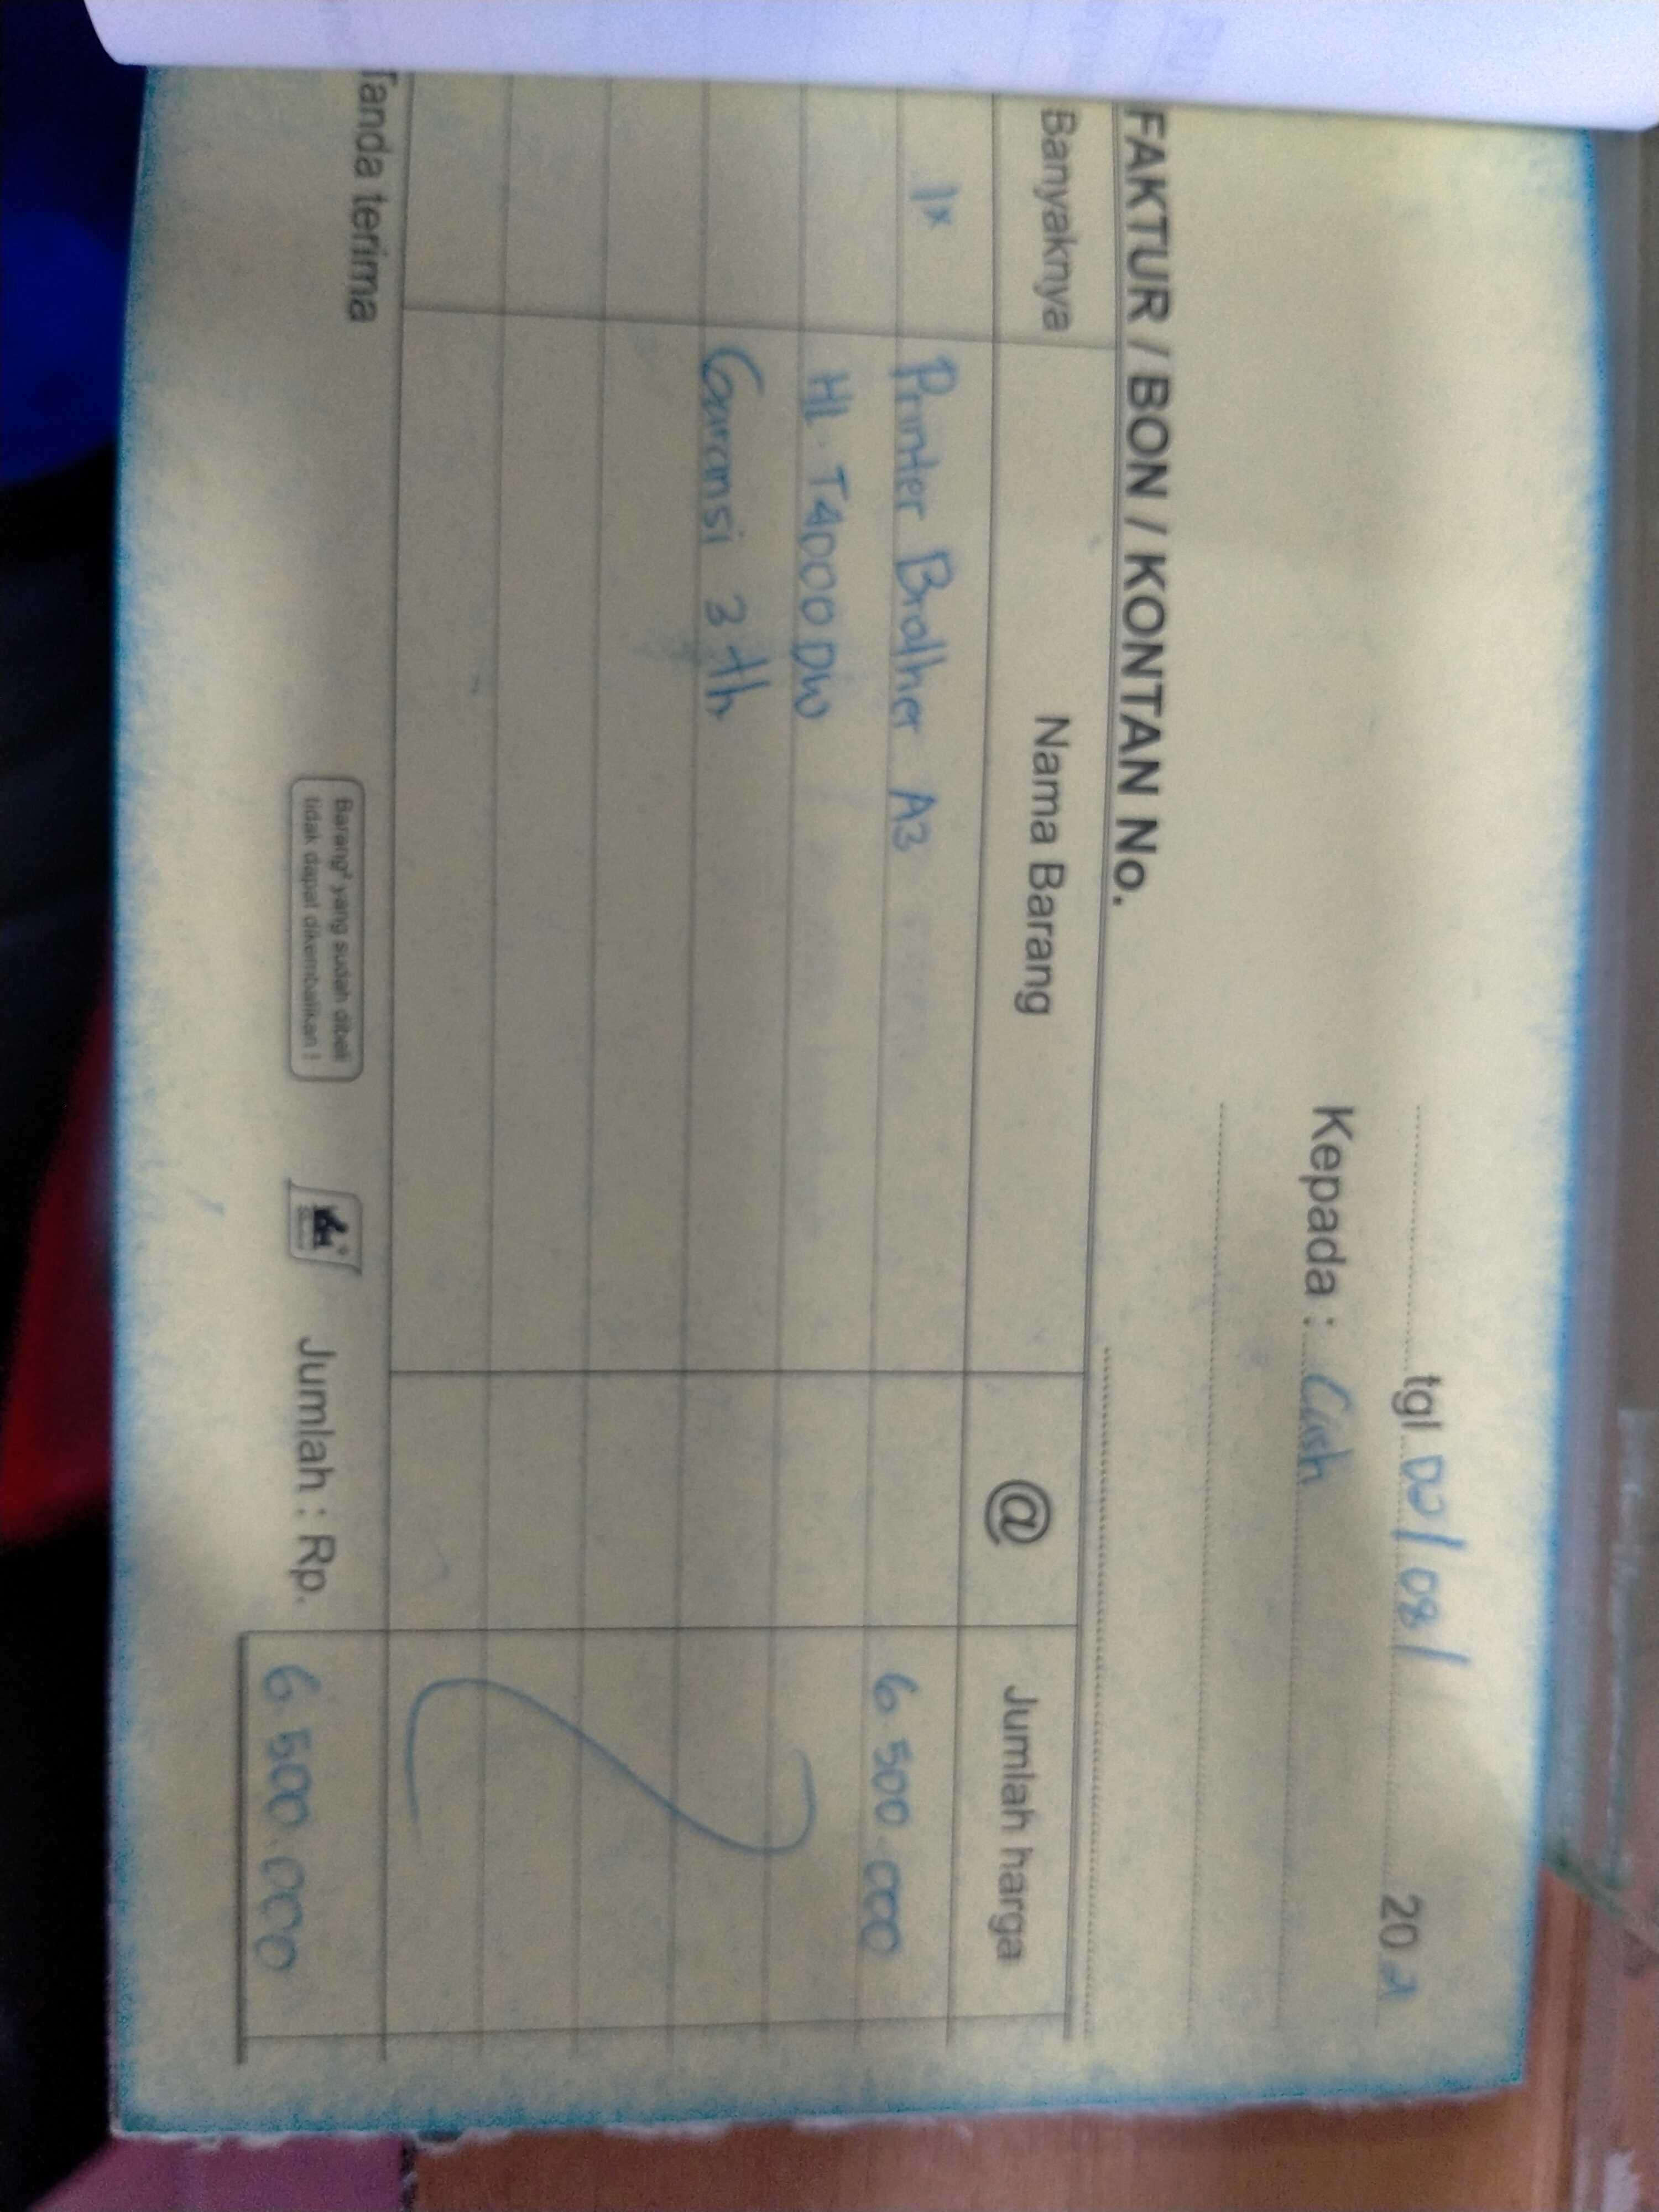 tgl 02/08/ 202
Kepada : Cash
FAKTUR / BON / KONTAN No.
Banyaknya Nama Barang @ Jumlah harga
1x Printer Brother A3 6.500.000
HL-T4000DW
Garansi 3 th
Tanda terima
Barang² yang sudah dibeli
tidak dapat dikembalikan !
Jumlah : Rp. 6.500.000